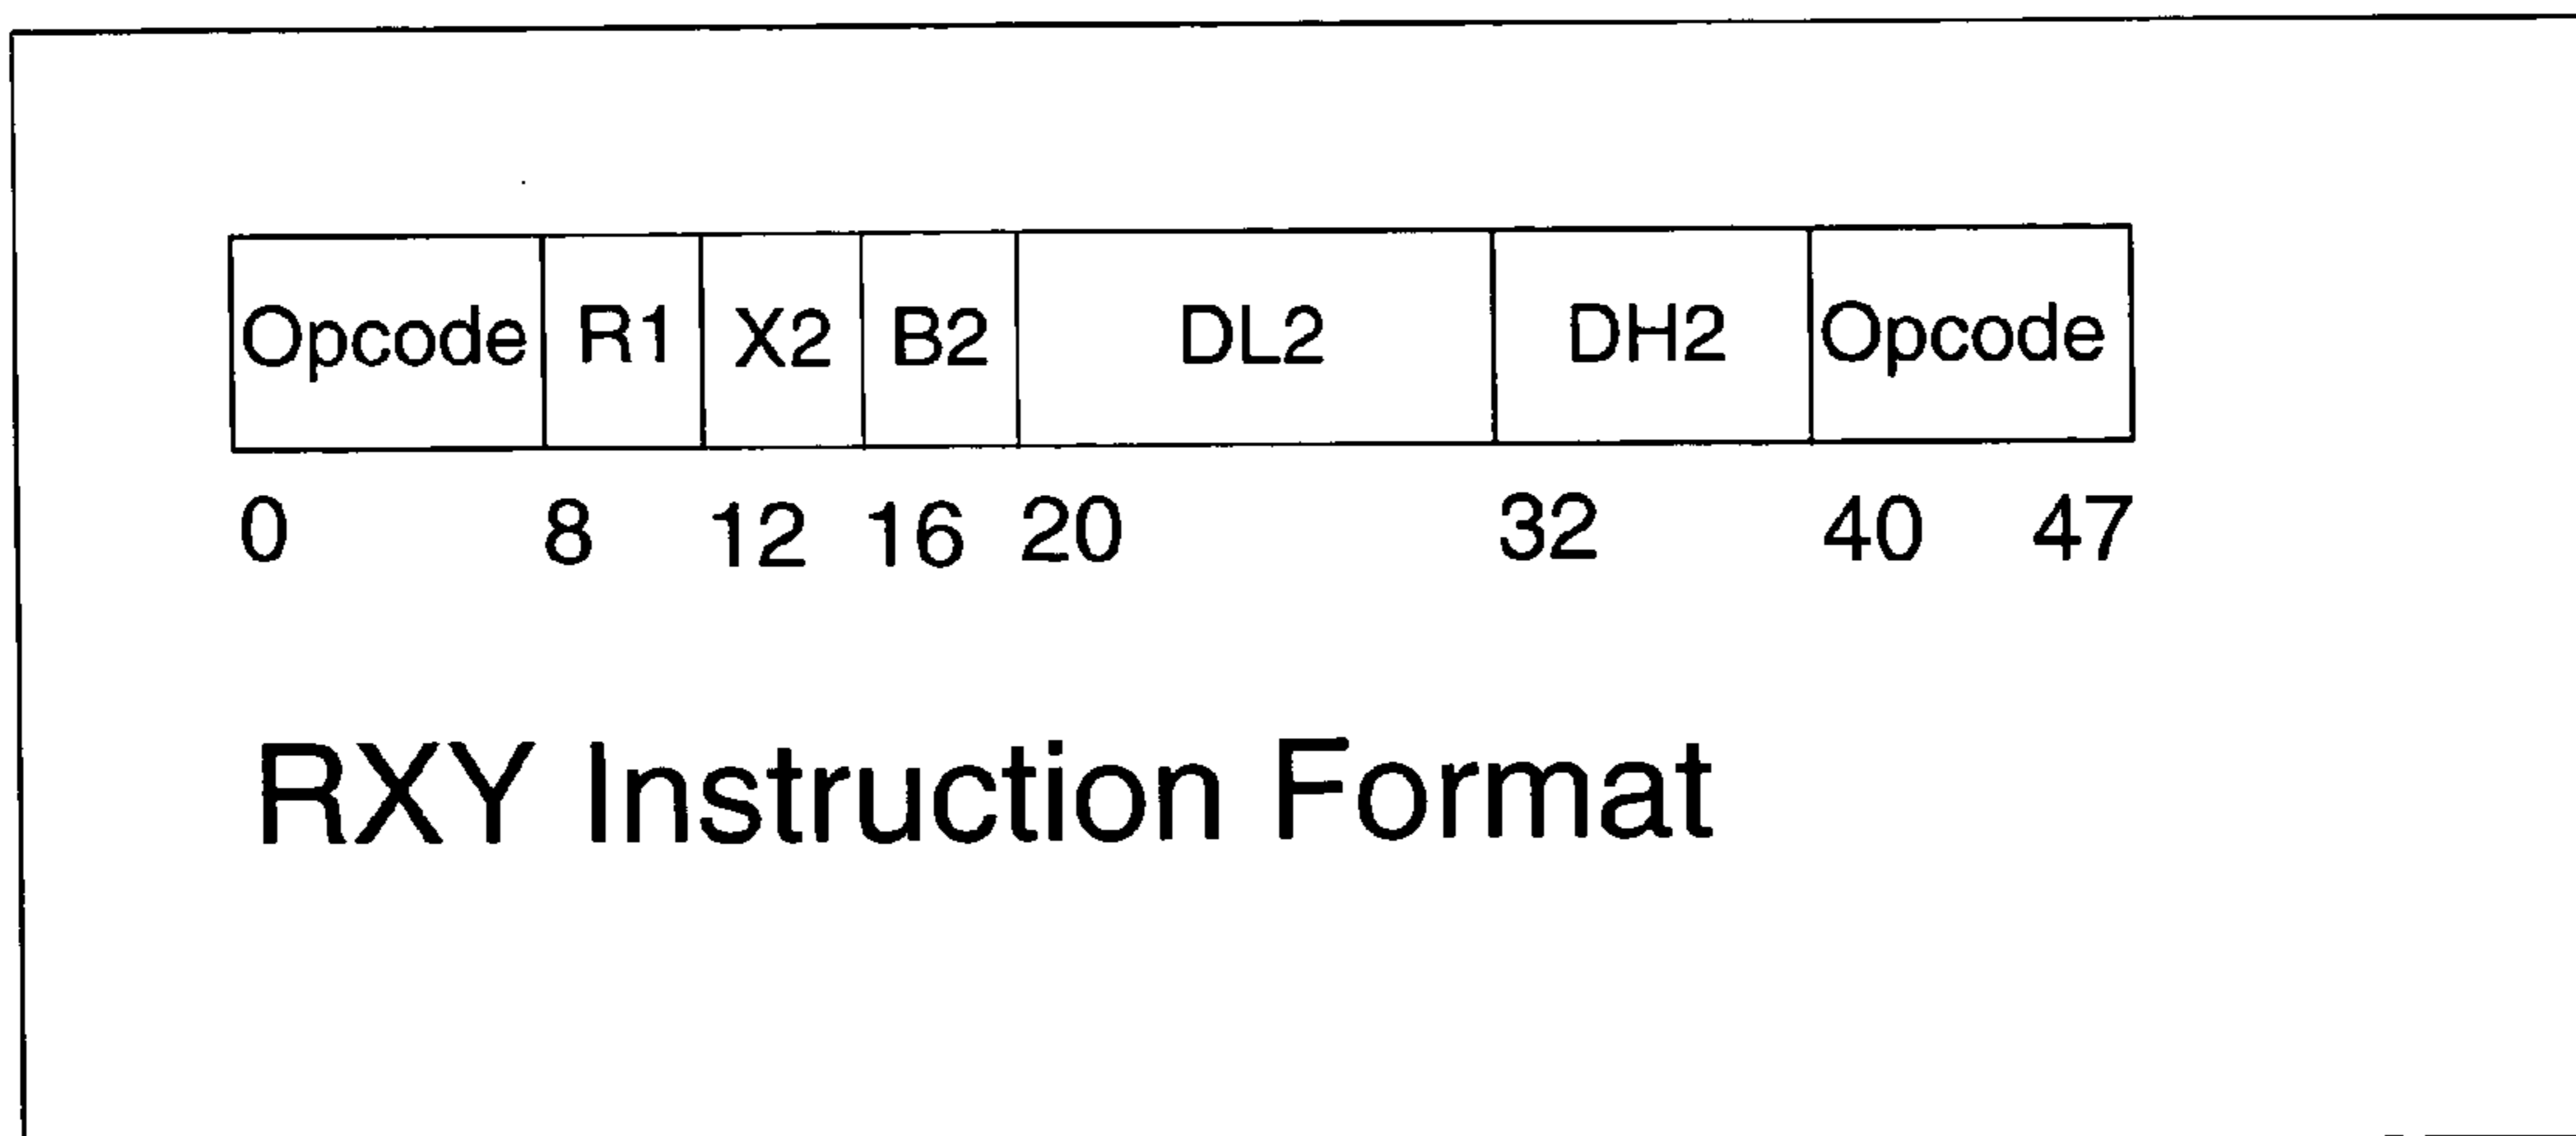 Opcode R1 X2 B2 DL2 DH2 Opcode
0 8 12 16 20 32 40 47
RXY Instruction Format